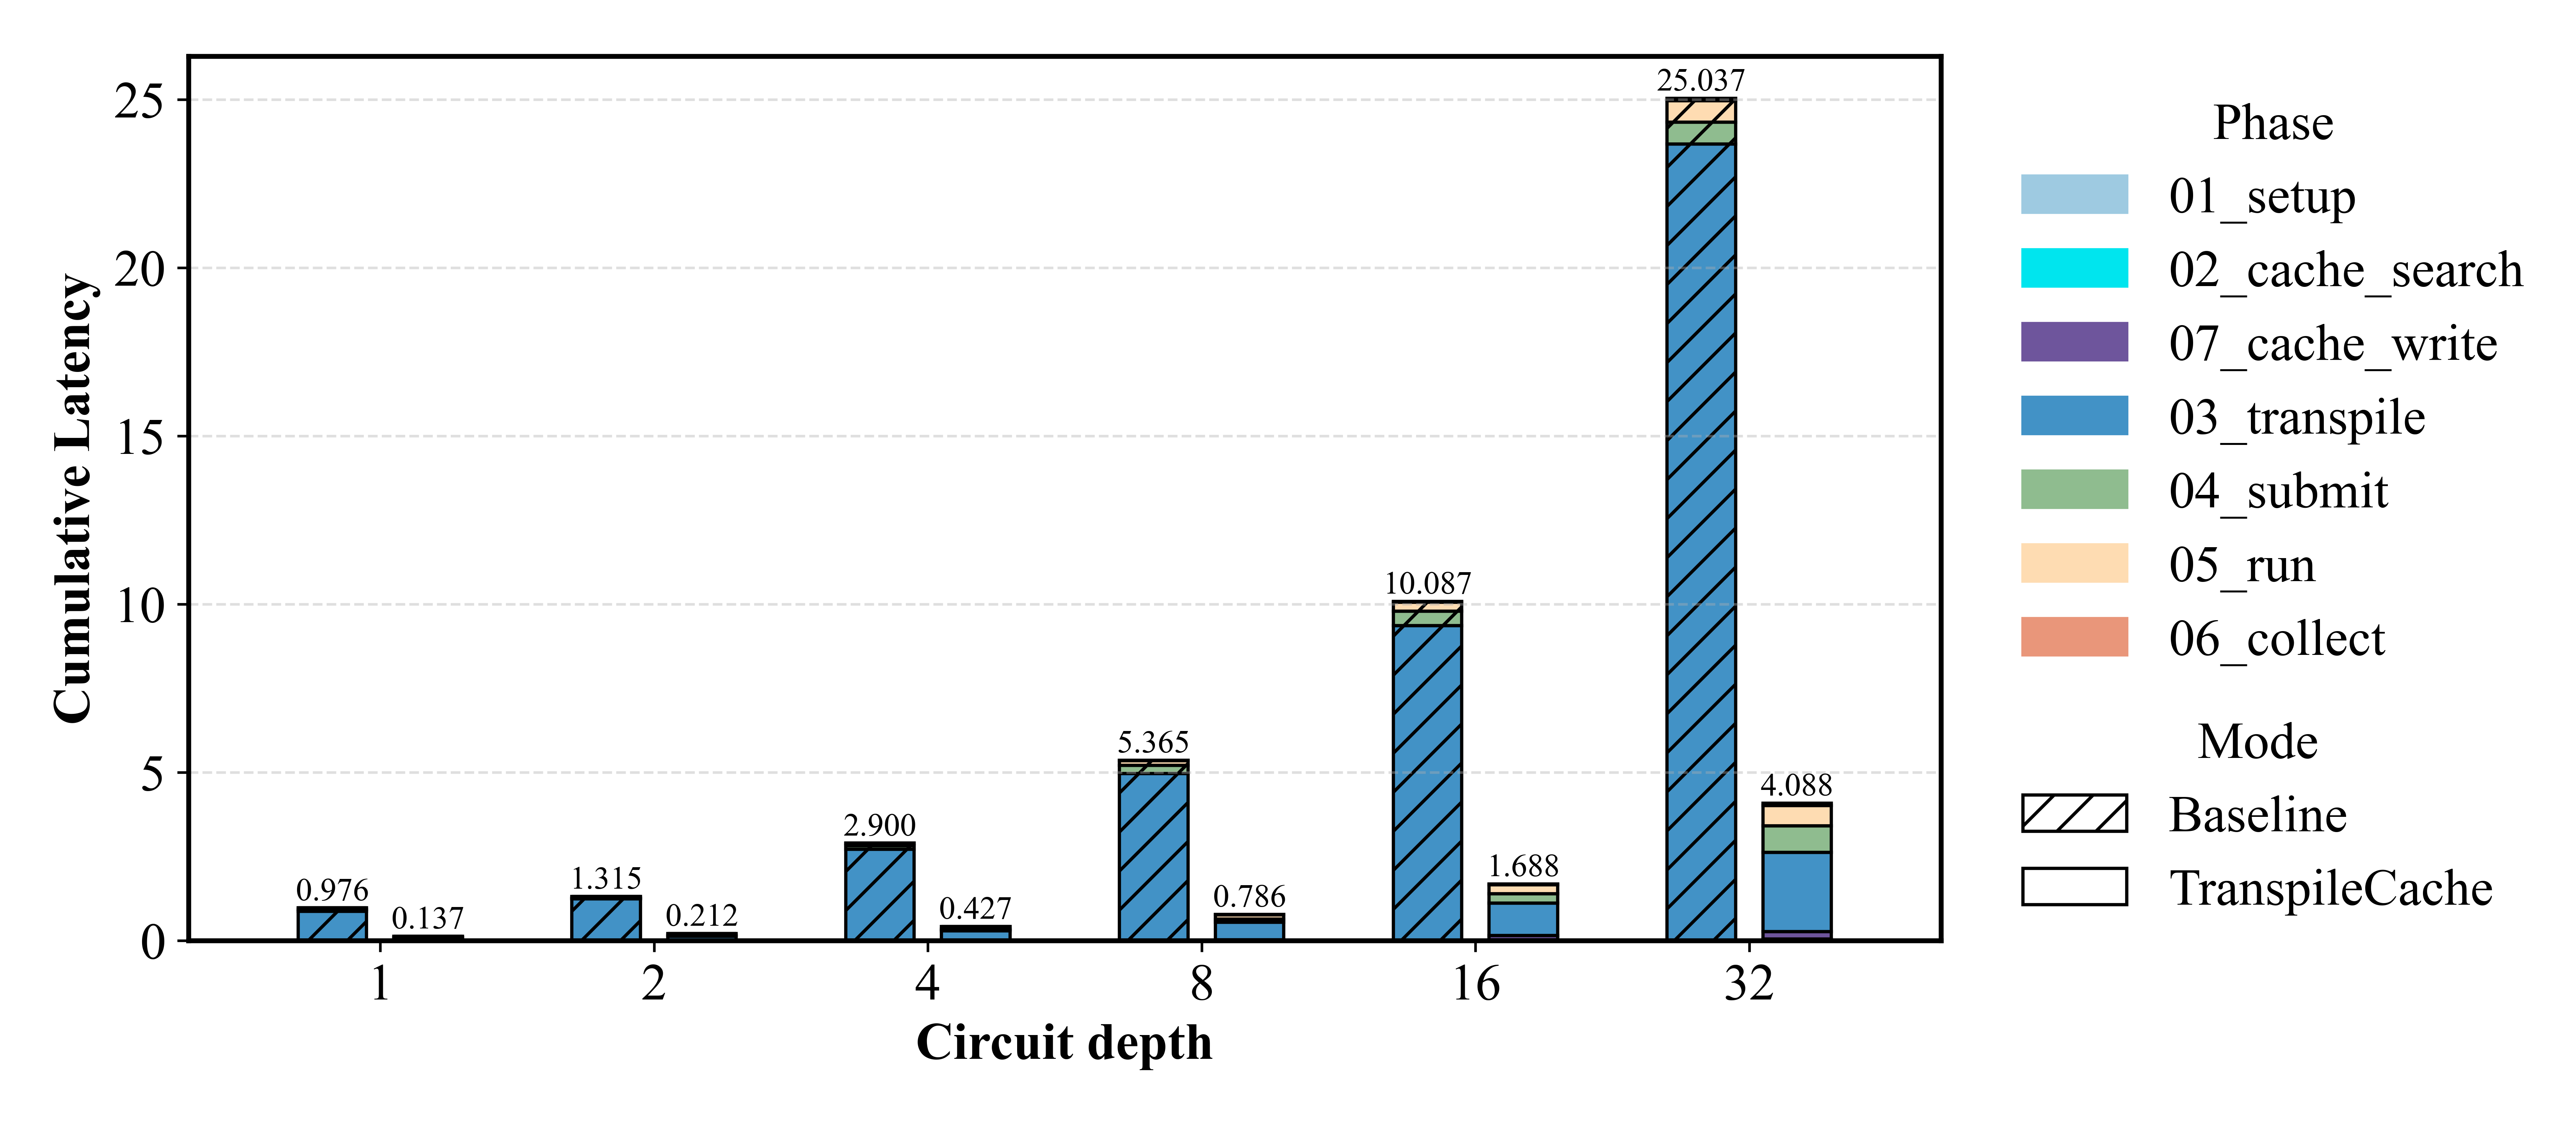 25.037
25
20
15
10
5
0
Cumulative Latency
0.976
0.137
1.315
0.212
2.900
0.427
5.365
0.786
10.087
1.688
4.088
1
2
4
8
16
32
Circuit depth
Phase
01_setup
02_cache_search
07_cache_write
03_transpile
04_submit
05_run
06_collect
Mode
Baseline
TranspileCache